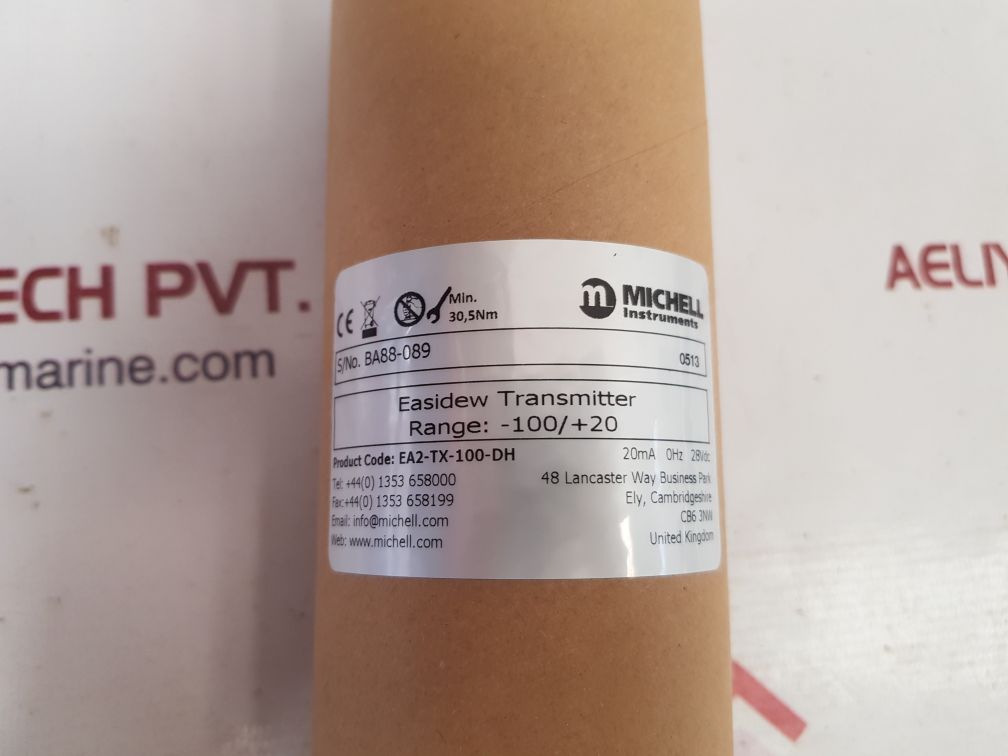 ECH PVT.
marine.com
AELI
CE
Min.
30,5Nm
m MICHELL
Instruments
S/No. BA88-089 0513
Easidew Transmitter
Range: -100/+20
Product Code: EA2-TX-100-DH 20mA 0Hz 28Vdc
Tel: +44(0) 1353 658000 48 Lancaster Way Business Park
Fax:+44(0) 1353 658199 Ely, Cambridgeshire
Email: info@michell.com CB6 3NW
Web: www.michell.com United Kingdom